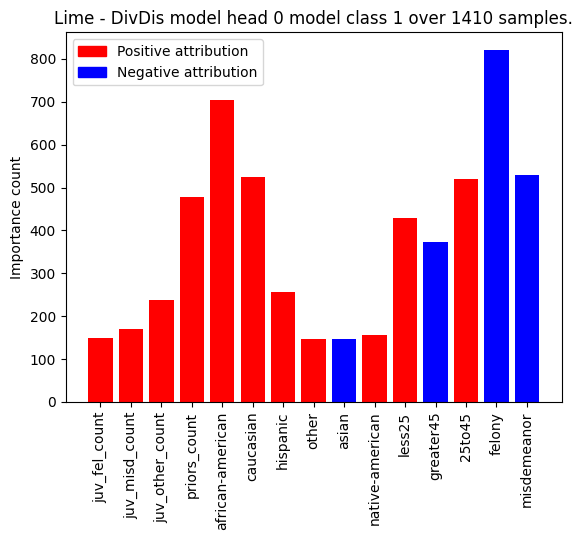 Lime - DivDis model head 0 model class 1 over 1410 samples.
Positive attribution
Negative attribution
Importance count
800
700
600
500
400
300
200
100
0
juv_fel_count
juv_misd_count
juv_other_count
priors_count
african-american
caucasian
hispanic
other
asian
native-american
less25
greater45
25to45
felony
misdemeanor